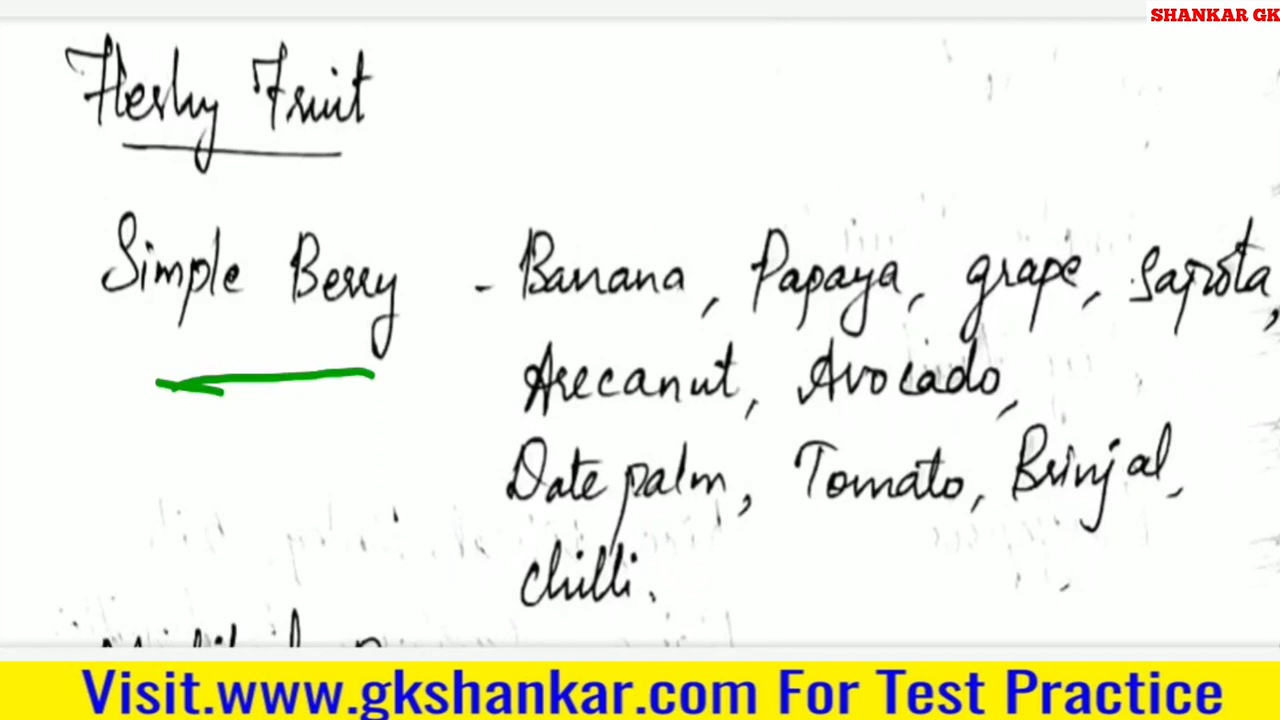 SHANKAR GK
Fleshy Fruit
Simple Berry - Banana, Papaya, grape, Sapota,
Arecanut, Avocado,
Date palm, Tomato, Brinjal,
chilli.
Visit.www.gkshankar.com For Test Practice